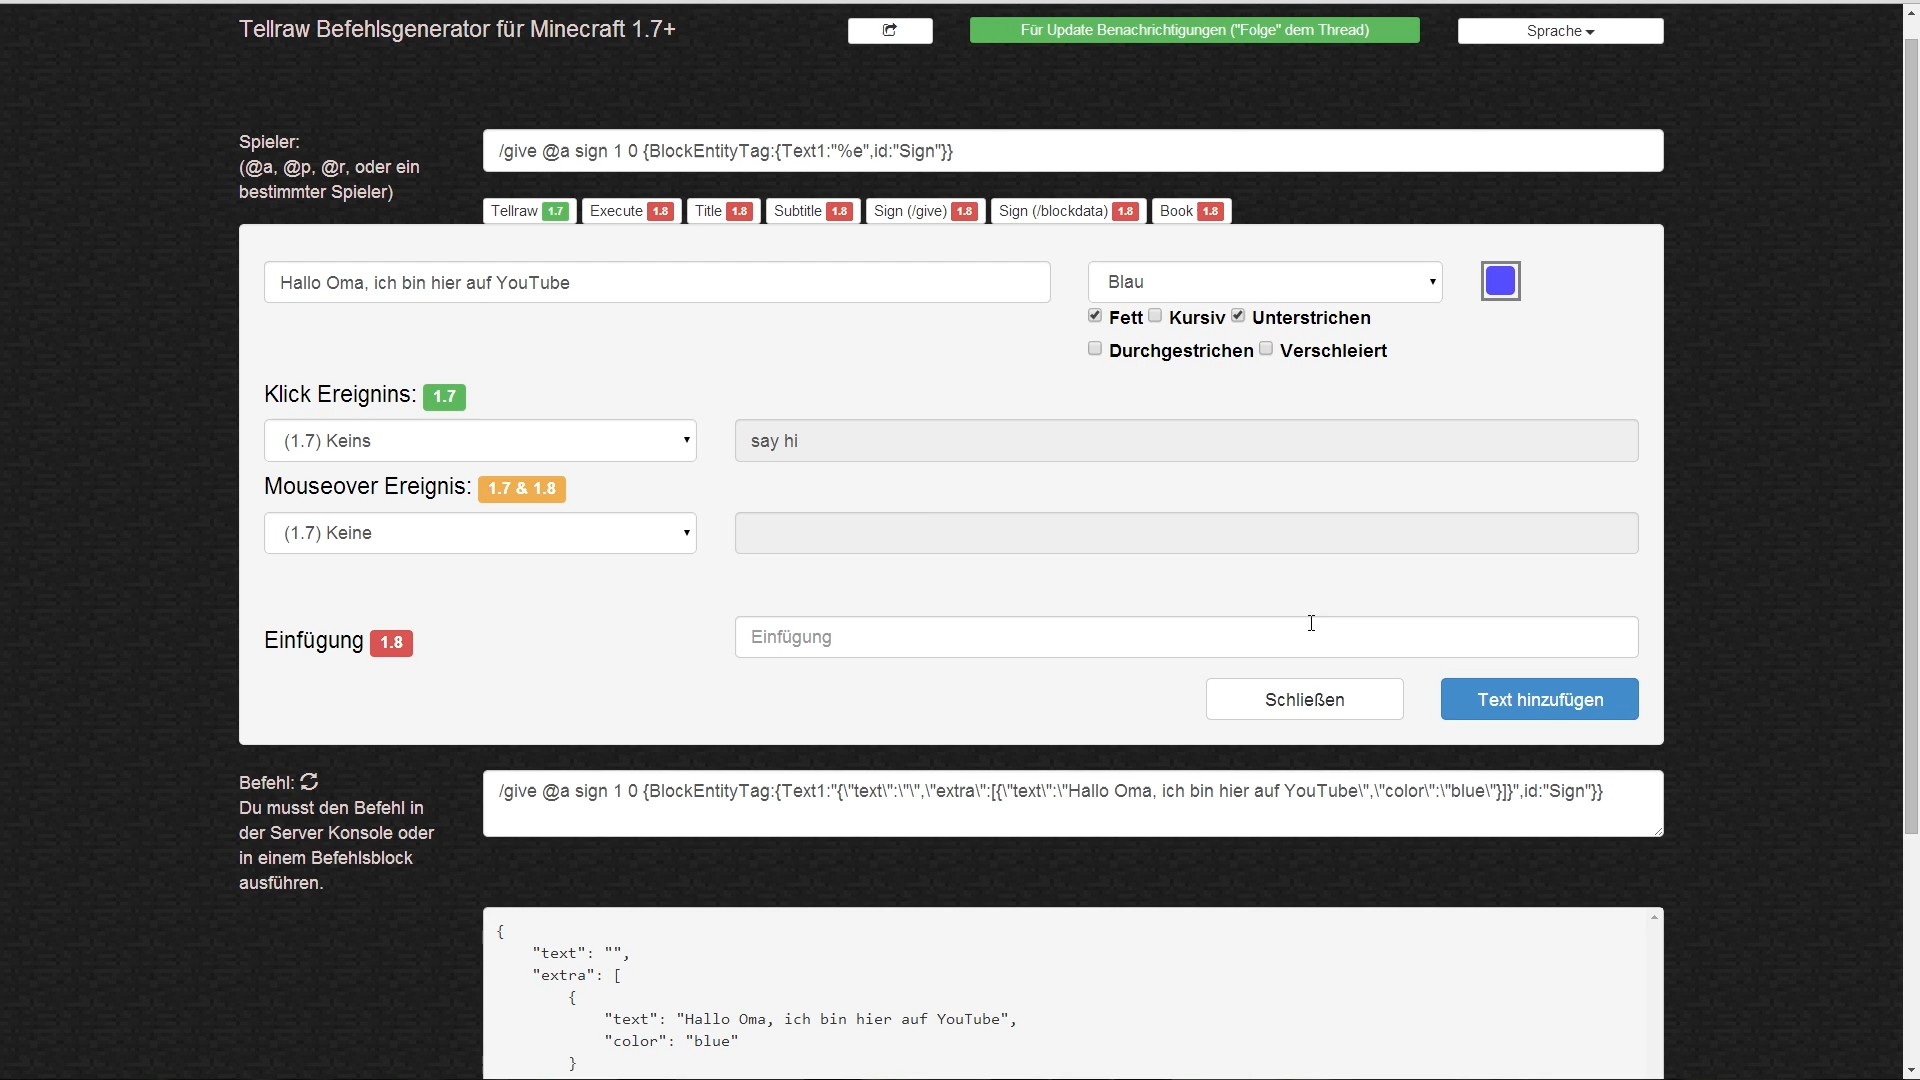 Tellraw Befehlsgenerator für Minecraft 1.7+
Für Update Benachrichtigungen ("Folge" dem Thread)
Sprache
Spieler:
(@a, @p, @r, oder ein
bestimmter Spieler)
/give @a sign 1 0 {BlockEntityTag:{Text1:"%e",id:"Sign"}}
Tellraw 1.7 Execute 1.8 Title 1.8 Subtitle 1.8 Sign (/give) 1.8 Sign (/blockdata) 1.8 Book 1.8
Hallo Oma, ich bin hier auf YouTube
Blau
Fett Kursiv Unterstrichen
Durchgestrichen Verschleiert
Klick Ereignins: 1.7
(1.7) Keins
say hi
Mouseover Ereignis: 1.7 & 1.8
(1.7) Keine
Einfügung 1.8
Einfügung
Schließen
Text hinzufügen
Befehl:
Du musst den Befehl in
der Server Konsole oder
in einem Befehlsblock
ausführen.
/give @a sign 1 0 {BlockEntityTag:{Text1:"{\"text\":\"\",\"extra\":[{\"text\":\"Hallo Oma, ich bin hier auf YouTube\",\"color\":\"blue\"}]}",id:"Sign"}}
{
"text": "",
"extra": [
{
"text": "Hallo Oma, ich bin hier auf YouTube",
"color": "blue"
}